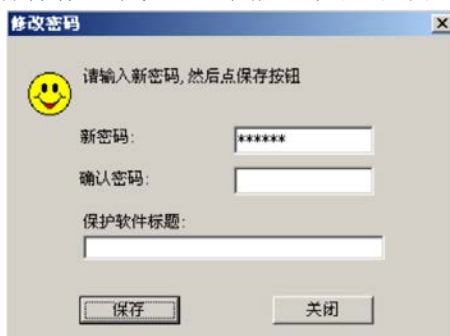 修改密码
请输入新密码,然后点保存按钮
新密码: ******
确认密码:
保护软件标题:
保存 关闭